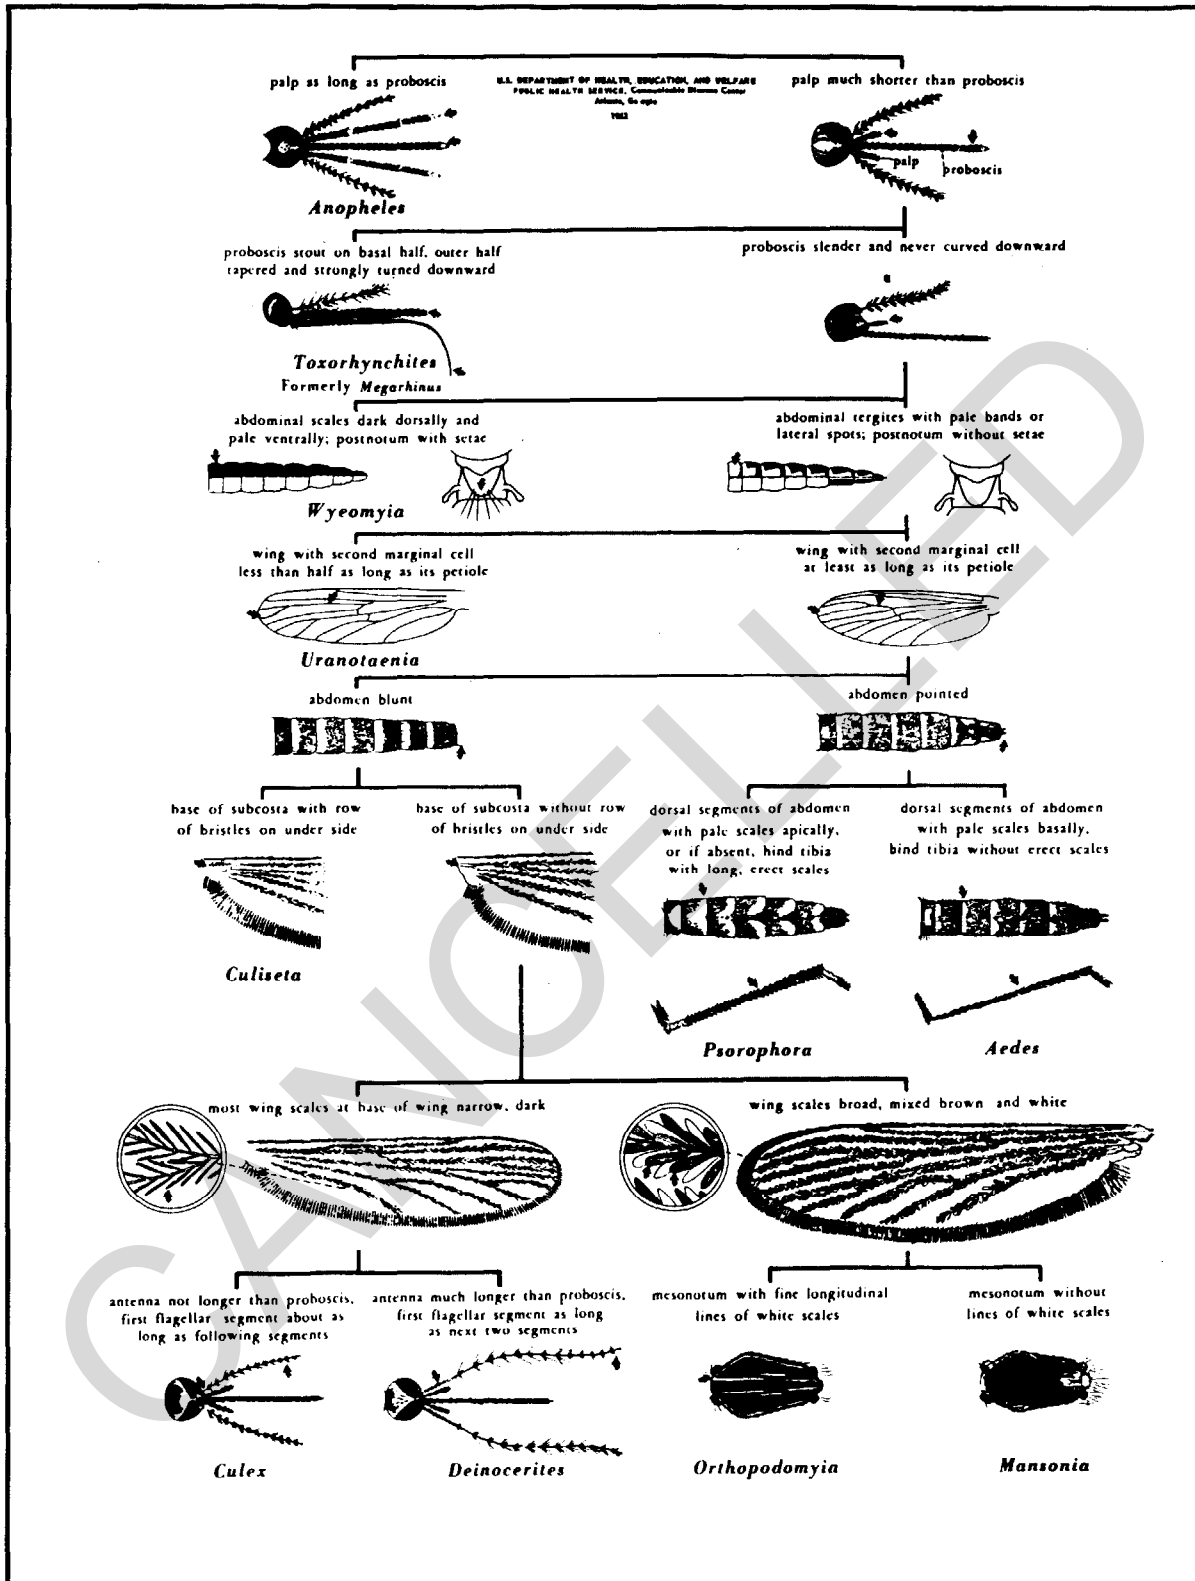 palp as long as proboscis
U.S. DEPARTMENT OF HEALTH, EDUCATION, AND WELFARE
PUBLIC HEALTH SERVICE, Communicable Disease Center
Atlanta, Georgia
palp much shorter than proboscis
palp
proboscis
Anopheles
proboscis stout on basal half, outer half
tapered and strongly turned downward
proboscis slender and never curved downward
Toxorhynchites
Formerly Megarhinus
abdominal scales dark dorsally and
pale ventrally; postnotum with setae
abdominal tergites with pale bands or
lateral spots; postnotum without setae
Wyeomyia
wing with second marginal cell
less than half as long as its petiole
wing with second marginal cell
at least as long as its petiole
Uranotaenia
abdomen blunt
abdomen pointed
base of subcosta with row
of bristles on under side
base of subcosta without row
of bristles on under side
dorsal segments of abdomen
with pale scales apically,
or if absent, hind tibia
with long, erect scales
dorsal segments of abdomen
with pale scales basally,
hind tibia without erect scales
Culiseta
Psorophora
Aedes
most wing scales at base of wing narrow, dark
wing scales broad, mixed brown and white
antenna not longer than proboscis,
first flagellar segment about as
long as following segments
antenna much longer than proboscis,
first flagellar segment as long
as next two segments
mesonotum with fine longitudinal
lines of white scales
mesonotum without
lines of white scales
Culex
Deinocerites
Orthopodomyia
Mansonia
CANCELLED